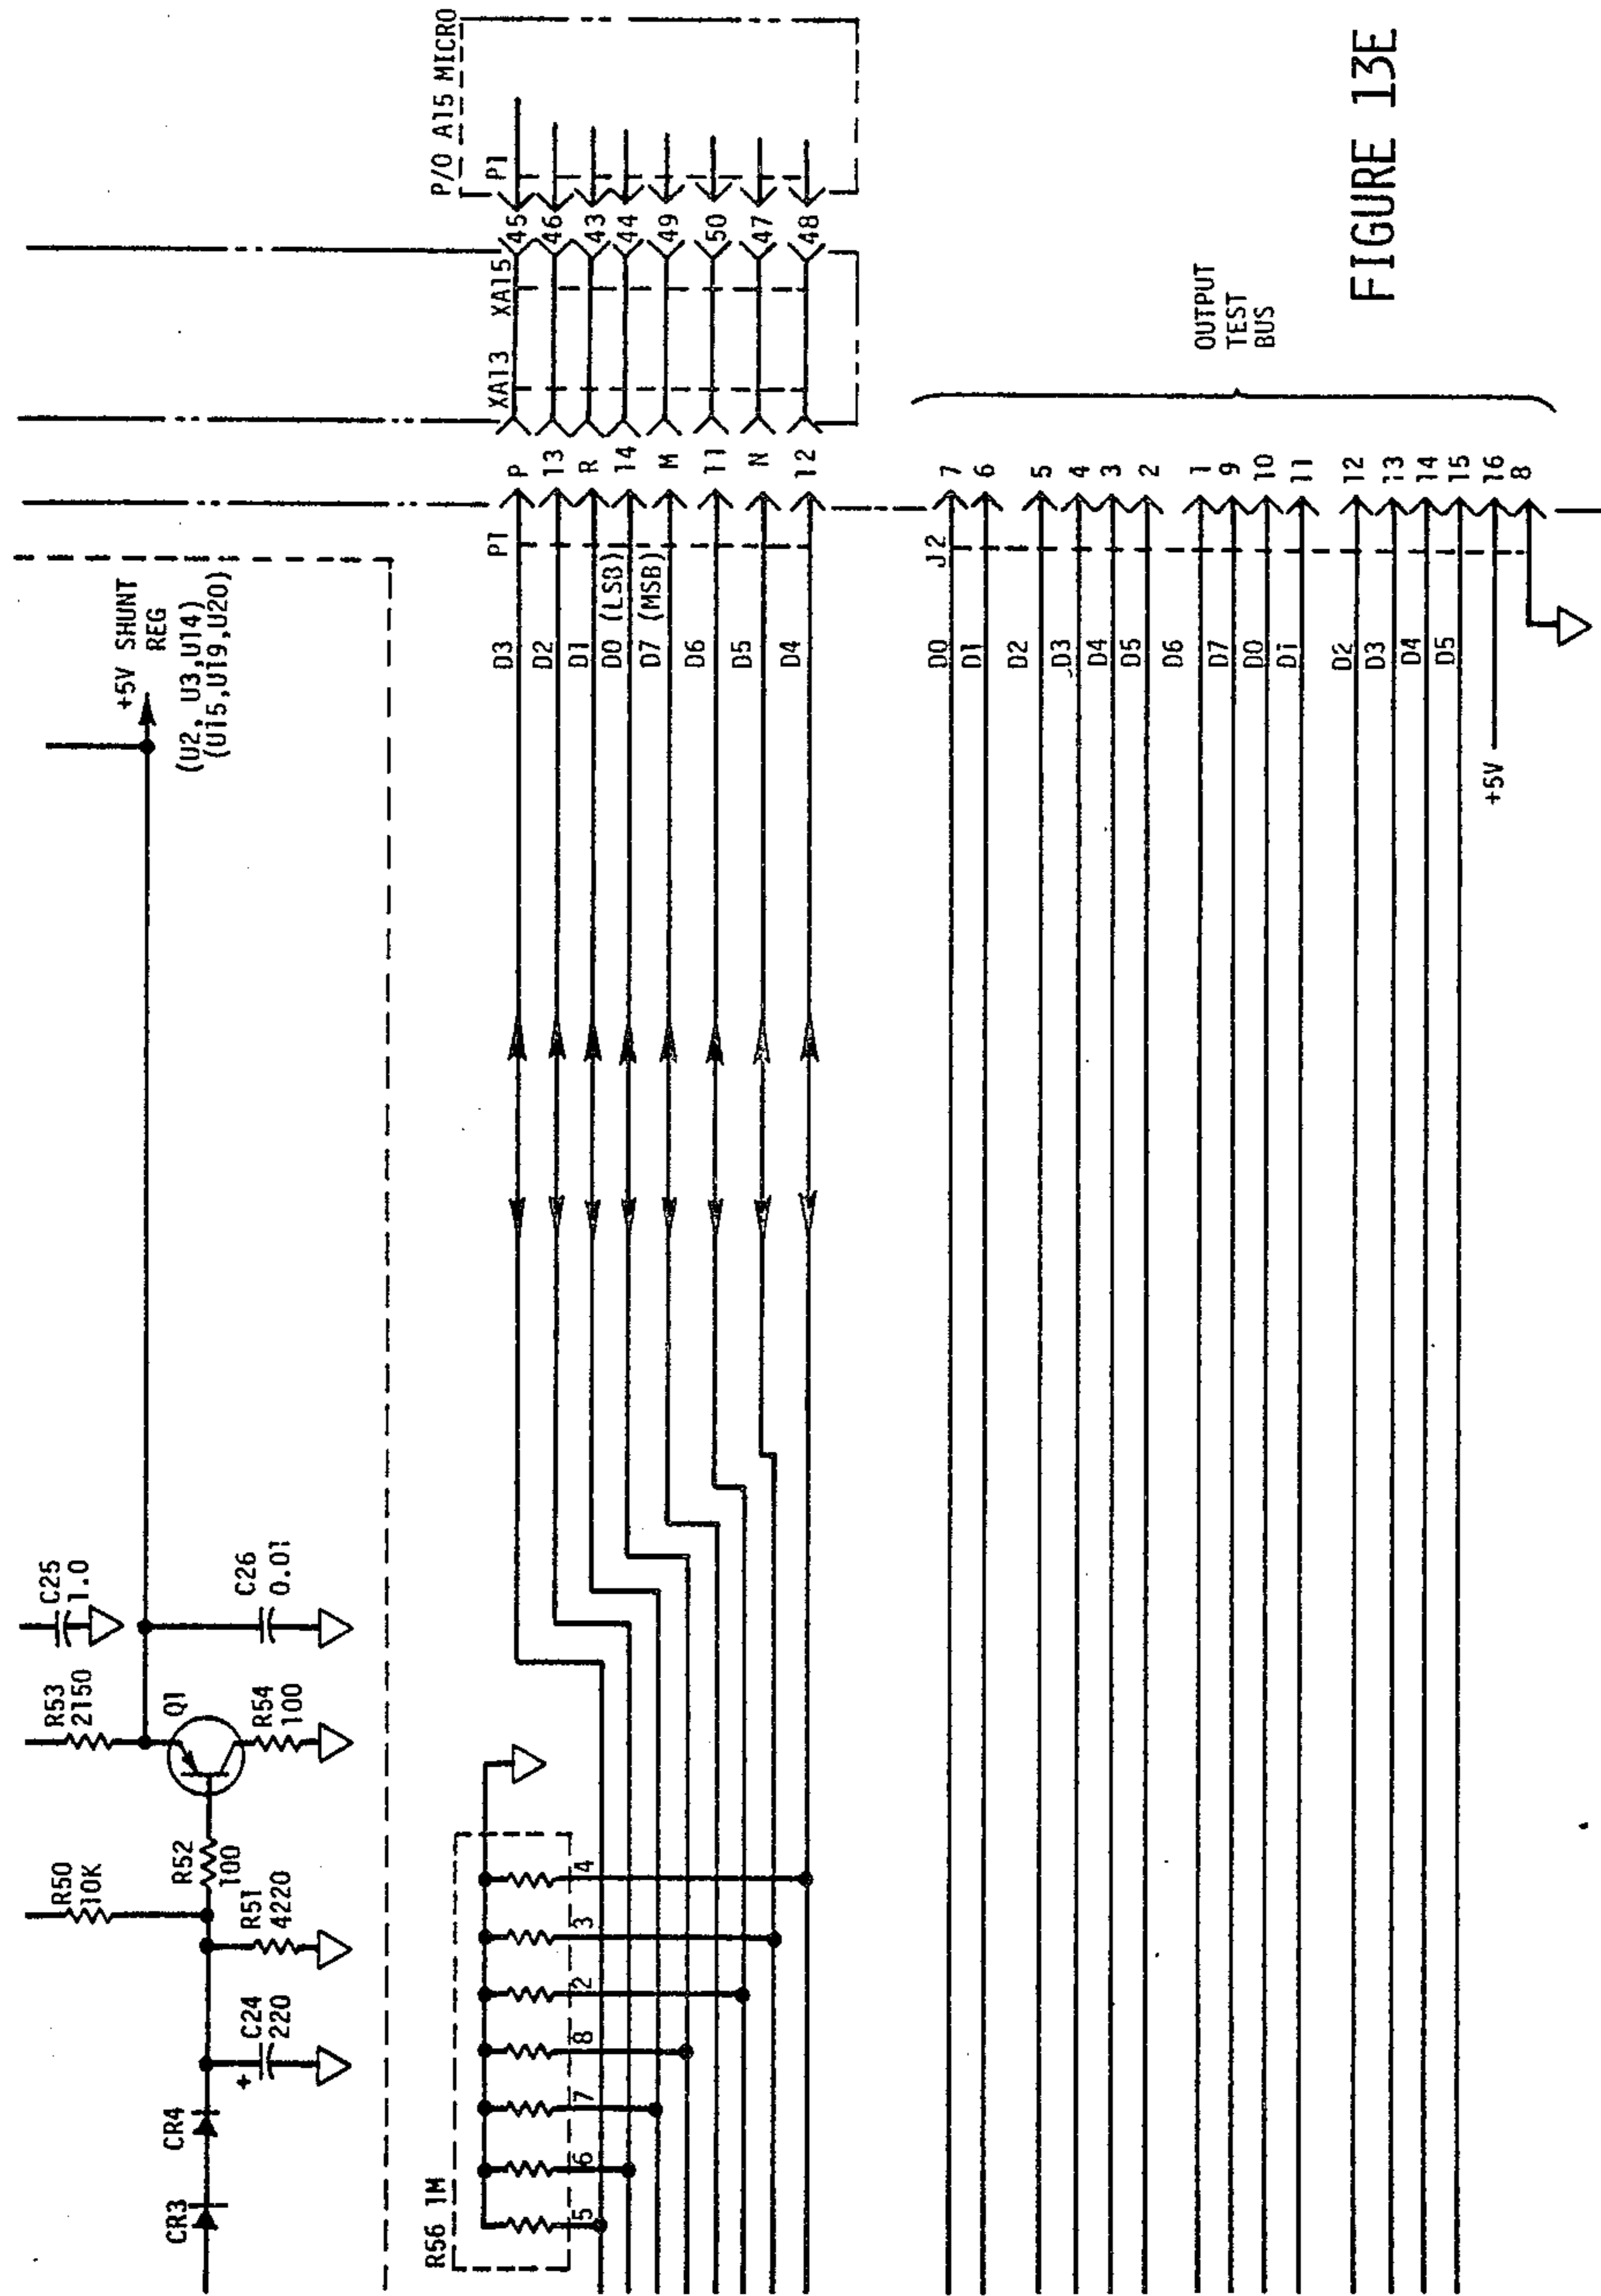 R53
2150
C25
1.0
R50
10K
+5V SHUNT
REG
(U2, U3,U14)
(U15,U19,U20)
CR3
CR4
+
C24
220
R51
4220
R52
100
Q1
R54
100
C26
0.01
R56 1M
5
6
7
8
2
3
4
P/O A15 MICRO
P1
XA13
XA15
P1
D3
P
45
D2
13
46
D1
R
43
D0 (LSB)
14
44
D7 (MSB)
M
49
D6
11
50
D5
N
47
D4
12
48
J2
D0
7
D1
6
D2
5
D3
4
D4
3
D5
2
D6
1
D7
9
D0
10
D1
11
D2
12
D3
13
D4
14
D5
15
+5V
16
8
OUTPUT
TEST
BUS
FIGURE 13E